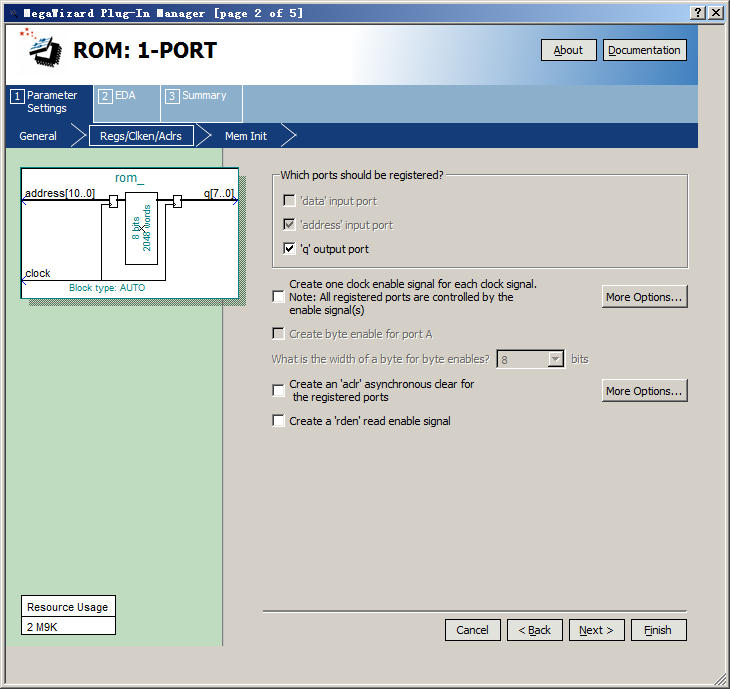 MegaWizard Plug-In Manager [page 2 of 5]
ROM: 1-PORT
About
Documentation
1 Parameter Settings
2 EDA
3 Summary
General
Regs/Clken/Aclrs
Mem Init
rom_
address[10..0]
q[7..0]
8 bits
2048 words
clock
Block type: AUTO
Which ports should be registered?
'data' input port
'address' input port
'q' output port
Create one clock enable signal for each clock signal.
Note: All registered ports are controlled by the
enable signal(s)
More Options...
Create byte enable for port A
What is the width of a byte for byte enables? 8 bits
Create an 'aclr' asynchronous clear for
the registered ports
More Options...
Create a 'rden' read enable signal
Resource Usage
2 M9K
Cancel
< Back
Next >
Finish